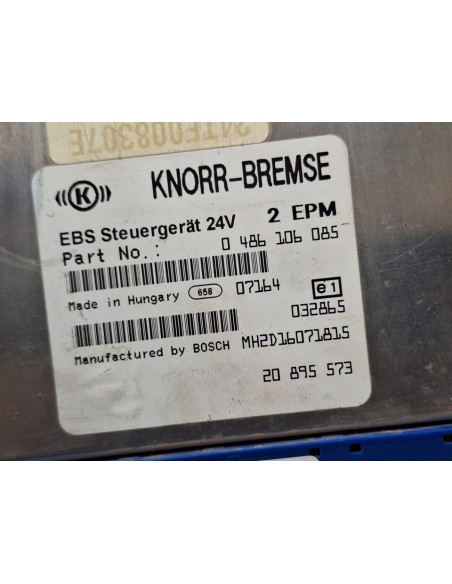 24TE008307E
((K)) KNORR-BREMSE
EBS Steuergerät 24V 2 EPM
Part No.: 0 486 106 085
Made in Hungary 658 07164 e1
032865
Manufactured by BOSCH MH2D16071815
20 895 573